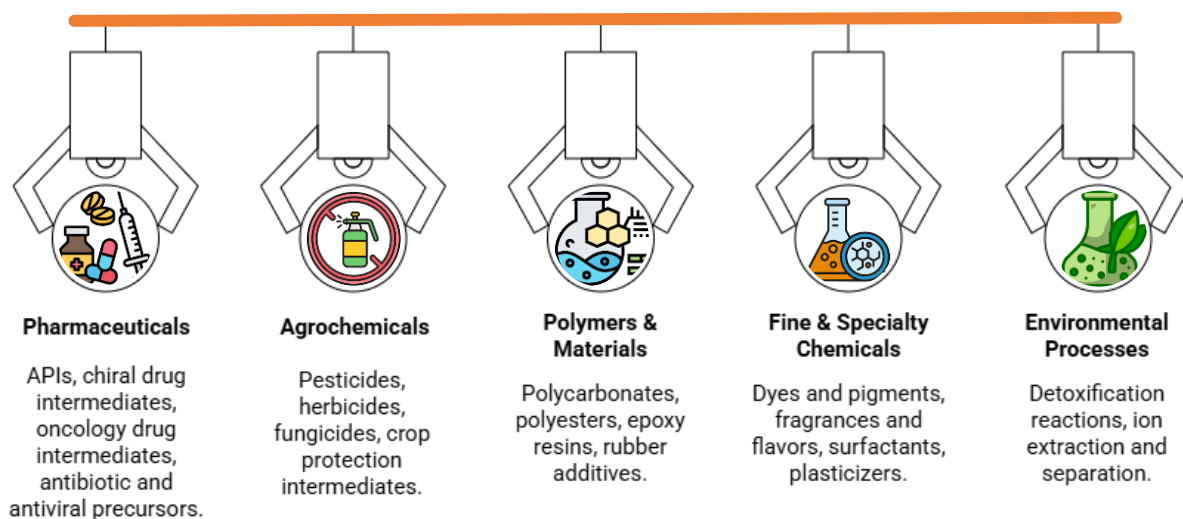 Pharmaceuticals
APIs, chiral drug
intermediates,
oncology drug
intermediates,
antibiotic and
antiviral precursors.
Agrochemicals
Pesticides,
herbicides,
fungicides, crop
protection
intermediates.
Polymers &
Materials
Polycarbonates,
polyesters, epoxy
resins, rubber
additives.
Fine & Specialty
Chemicals
Dyes and pigments,
fragrances and
flavors, surfactants,
plasticizers.
Environmental
Processes
Detoxification
reactions, ion
extraction and
separation.